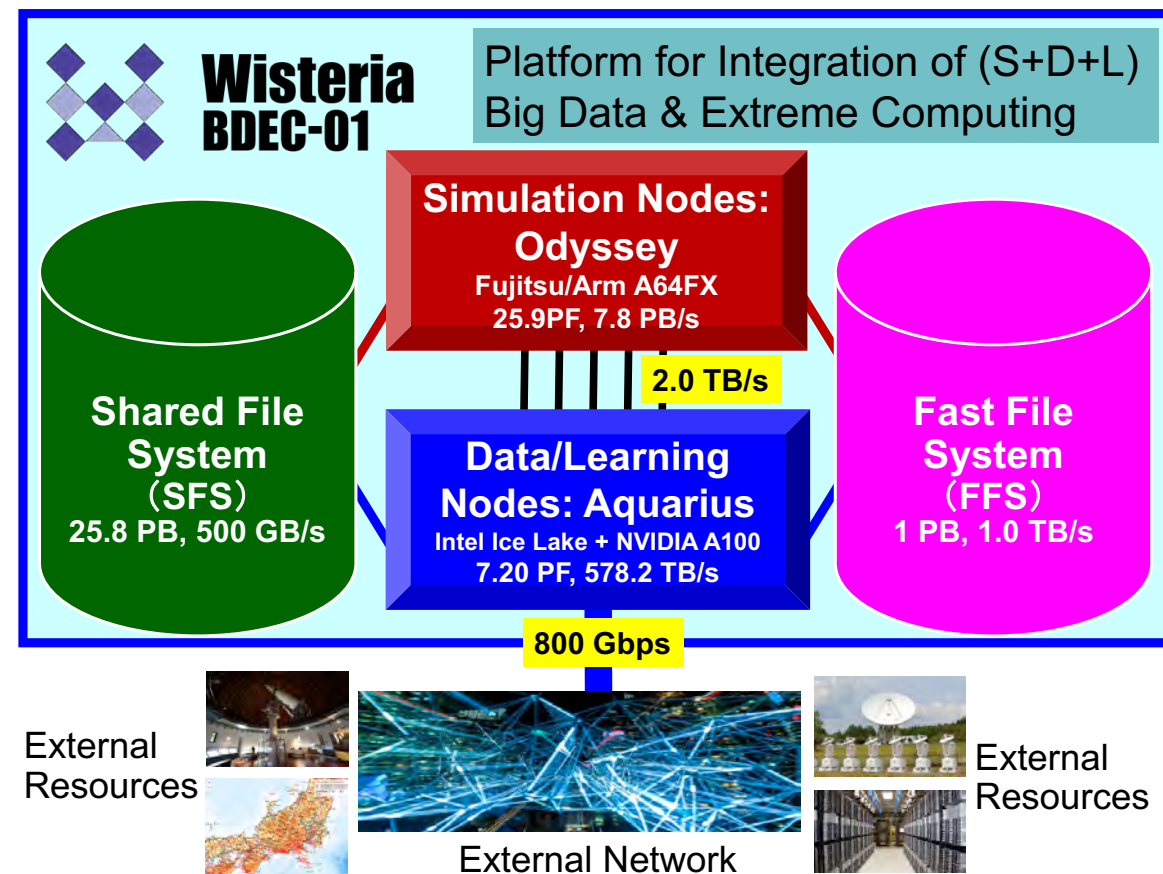 Wisteria
BDEC-01
Platform for Integration of (S+D+L)
Big Data & Extreme Computing
Simulation Nodes:
Odyssey
Fujitsu/Arm A64FX
25.9PF, 7.8 PB/s
2.0 TB/s
Shared File
System
（SFS）
25.8 PB, 500 GB/s
Data/Learning
Nodes: Aquarius
Intel Ice Lake + NVIDIA A100
7.20 PF, 578.2 TB/s
Fast File
System
（FFS）
1 PB, 1.0 TB/s
800 Gbps
External
Resources
External Network
External
Resources